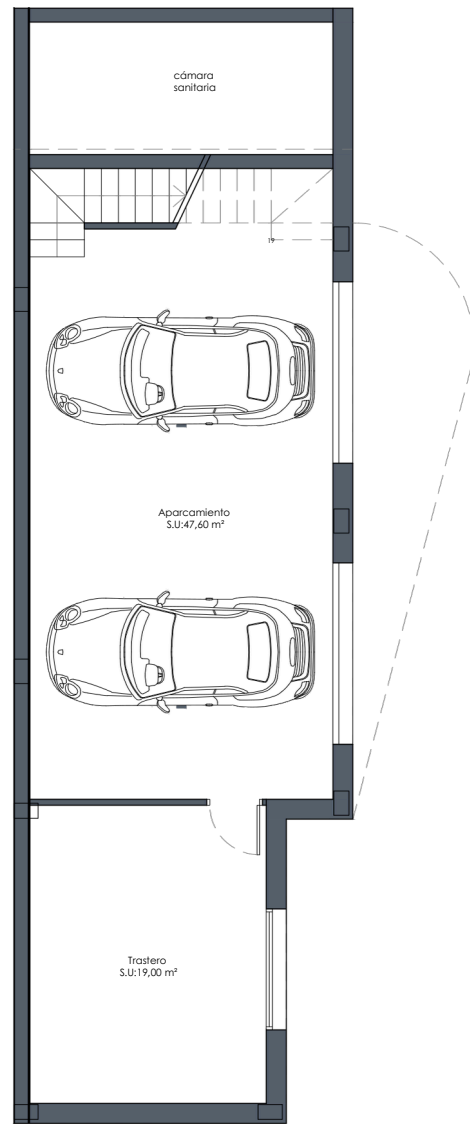 cámara
sanitaria
19
Aparcamiento
S.U:47,60 m²
Trastero
S.U:19,00 m²